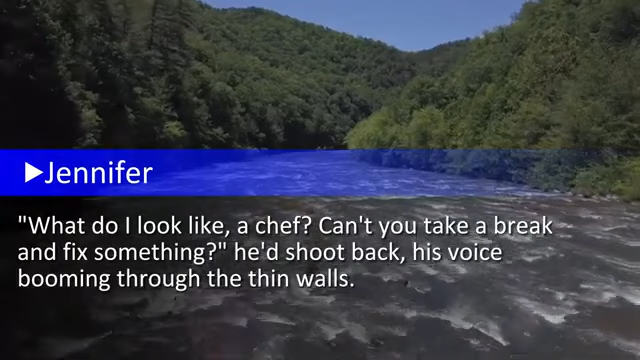 ▶Jennifer
"What do I look like, a chef? Can't you take a break
and fix something?" he'd shoot back, his voice
booming through the thin walls.